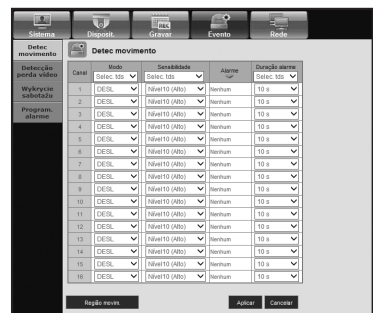 Sistema Disposit. Gravar Evento Rede
REC
Detec movimento
Detec movimento
Detecção perda vídeo
Wykrycie sabotażu
Program. alarme
Canal Modo Sensibilidade Alarme Duração alarme
Selec. tds Selec. tds Selec. tds
1 DESL Nível10 (Alto) Nenhum 10 s
2 DESL Nível10 (Alto) Nenhum 10 s
3 DESL Nível10 (Alto) Nenhum 10 s
4 DESL Nível10 (Alto) Nenhum 10 s
5 DESL Nível10 (Alto) Nenhum 10 s
6 DESL Nível10 (Alto) Nenhum 10 s
7 DESL Nível10 (Alto) Nenhum 10 s
8 DESL Nível10 (Alto) Nenhum 10 s
9 DESL Nível10 (Alto) Nenhum 10 s
10 DESL Nível10 (Alto) Nenhum 10 s
11 DESL Nível10 (Alto) Nenhum 10 s
12 DESL Nível10 (Alto) Nenhum 10 s
13 DESL Nível10 (Alto) Nenhum 10 s
14 DESL Nível10 (Alto) Nenhum 10 s
15 DESL Nível10 (Alto) Nenhum 10 s
16 DESL Nível10 (Alto) Nenhum 10 s
Região movim. Aplicar Cancelar